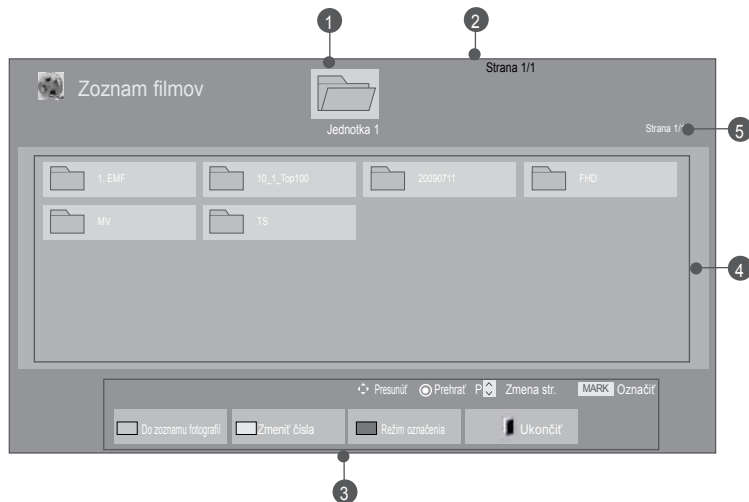 1
2
Strana 1/1
Zoznam filmov
Jednotka 1
Strana 1/
5
1. EMF
10_1_Top100
20090711
FHD
MV
TS
4
Presunúť
Prehrať
P
Zmena str.
MARK
Označiť
Do zoznamu fotografií
Zmeniť čísla
Režim označenia
Ukončiť
3